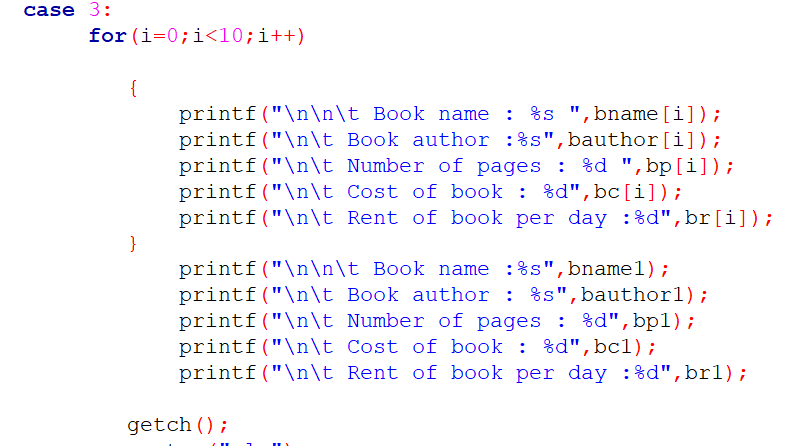 case 3:
for(i=0;i<10;i++)
{
printf("\n\n\t Book name : %s ",bname[i]);
printf("\n\t Book author :%s",bauthor[i]);
printf("\n\t Number of pages : %d ",bp[i]);
printf("\n\t Cost of book : %d",bc[i]);
printf("\n\t Rent of book per day :%d",br[i]);
}
printf("\n\n\t Book name :%s",bname1);
printf("\n\t Book author : %s",bauthor1);
printf("\n\t Number of pages : %d",bp1);
printf("\n\t Cost of book : %d",bc1);
printf("\n\t Rent of book per day :%d",br1);
getch();